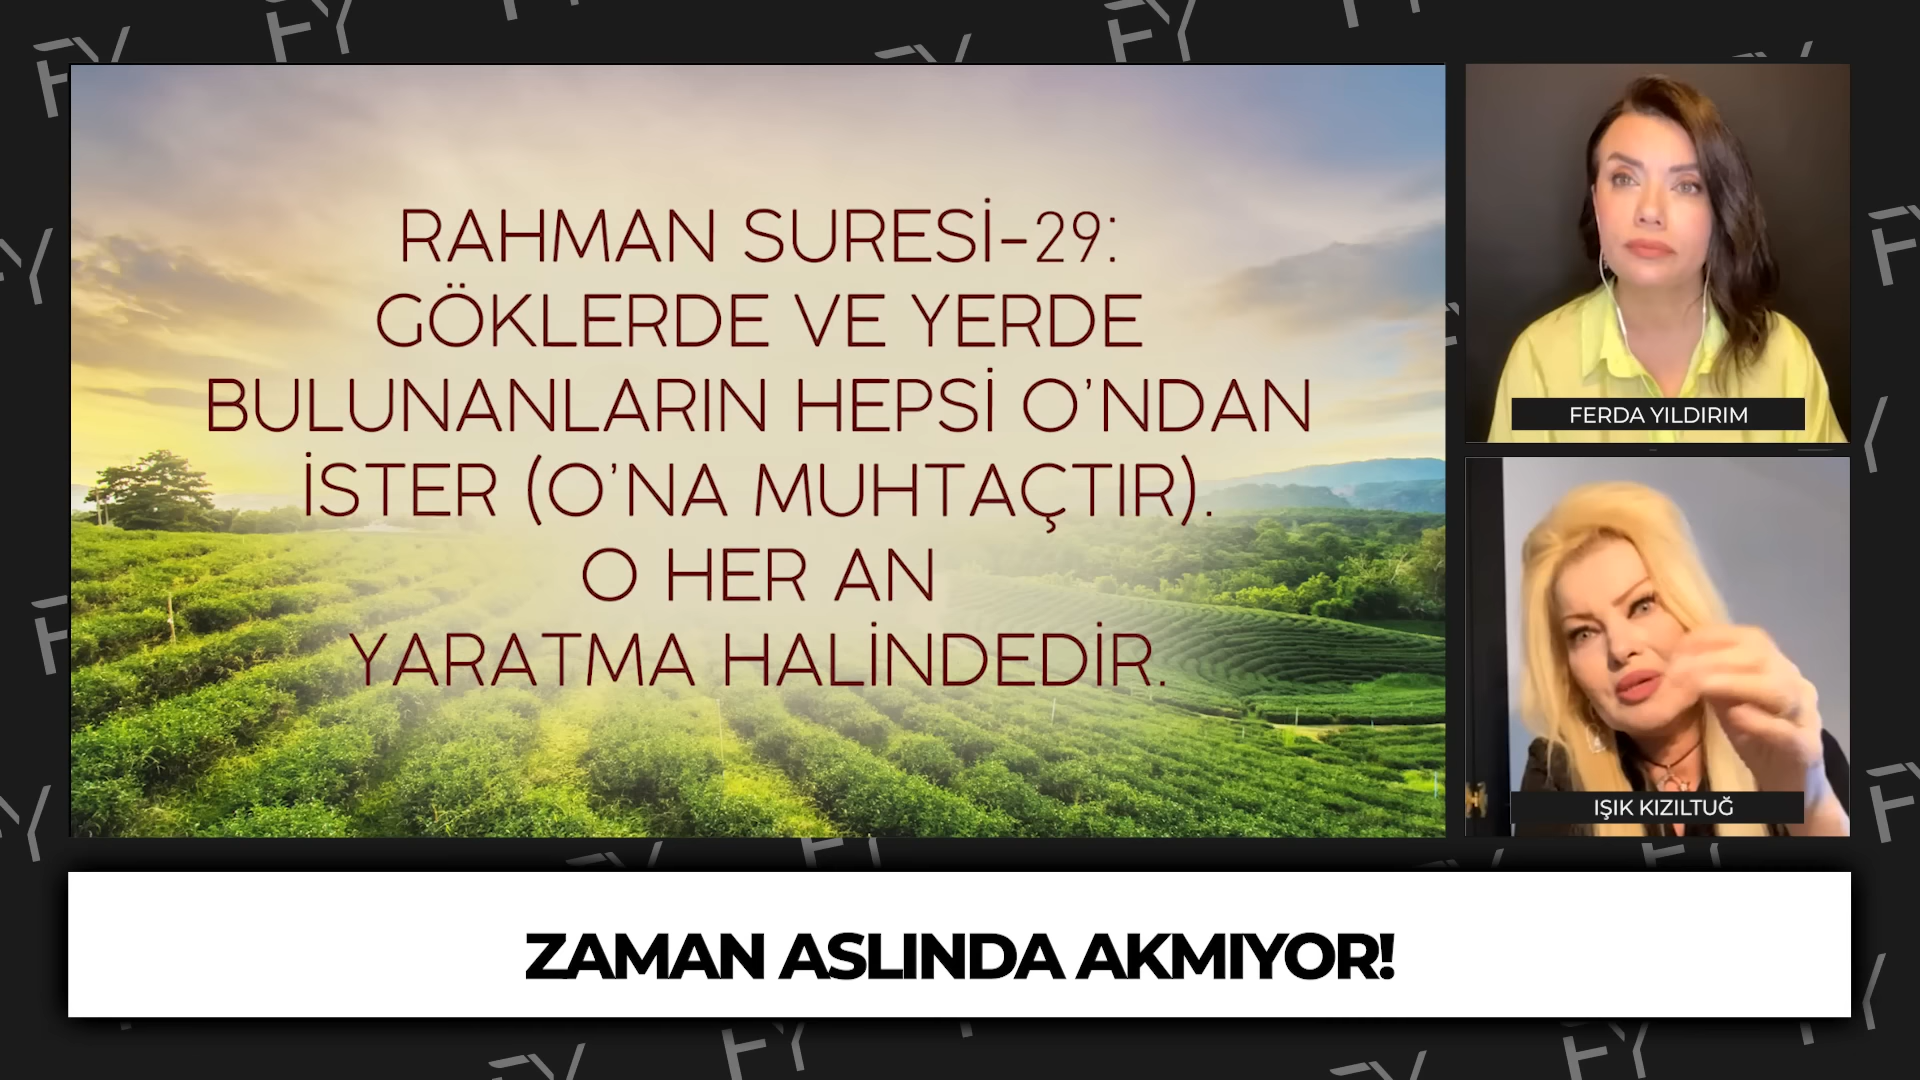 RAHMAN SURESİ-29:
GÖKLERDE VE YERDE
BULUNANLARIN HEPSİ O'NDAN
İSTER (O'NA MUHTAÇTIR).
O HER AN
YARATMA HALİNDEDİR.
FERDA YILDIRIM
IŞIK KIZILTUĞ
ZAMAN ASLINDA AKMIYOR!